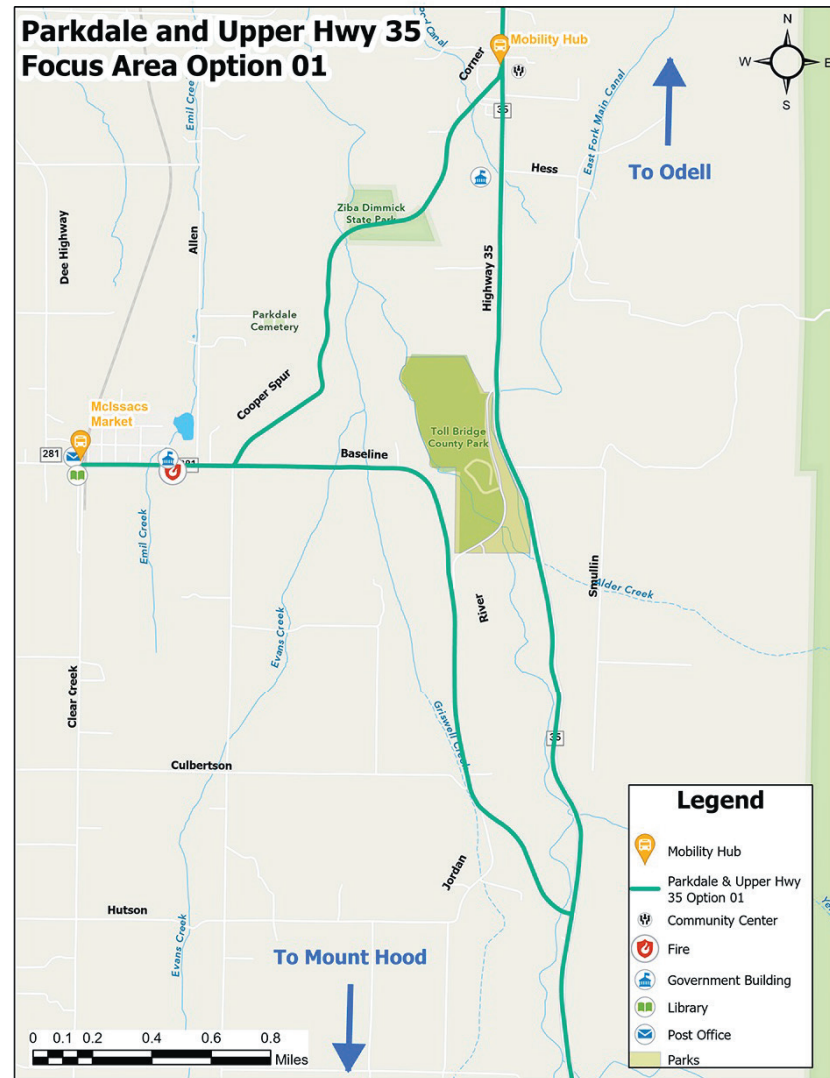 Parkdale and Upper Hwy 35
Focus Area Option 01
Mobility Hub
Corner
N
W
E
S
Emil Creek
35
East Fork Main Canal
To Odell
Hess
Ziba Dimmick
State Park
Dee Highway
Allen
Highway 35
Parkdale
Cemetery
Cooper Spur
McIssacs
Market
Toll Bridge
County Park
281
Baseline
Emil Creek
Alder Creek
Smullin
River
Evans Creek
Clear Creek
Griswell Creek
35
Culbertson
Jordan
Hutson
Evans Creek
To Mount Hood
0 0.1 0.2 0.4 0.6 0.8
Miles
Legend
Mobility Hub
Parkdale & Upper Hwy
35 Option 01
Community Center
Fire
Government Building
Library
Post Office
Parks